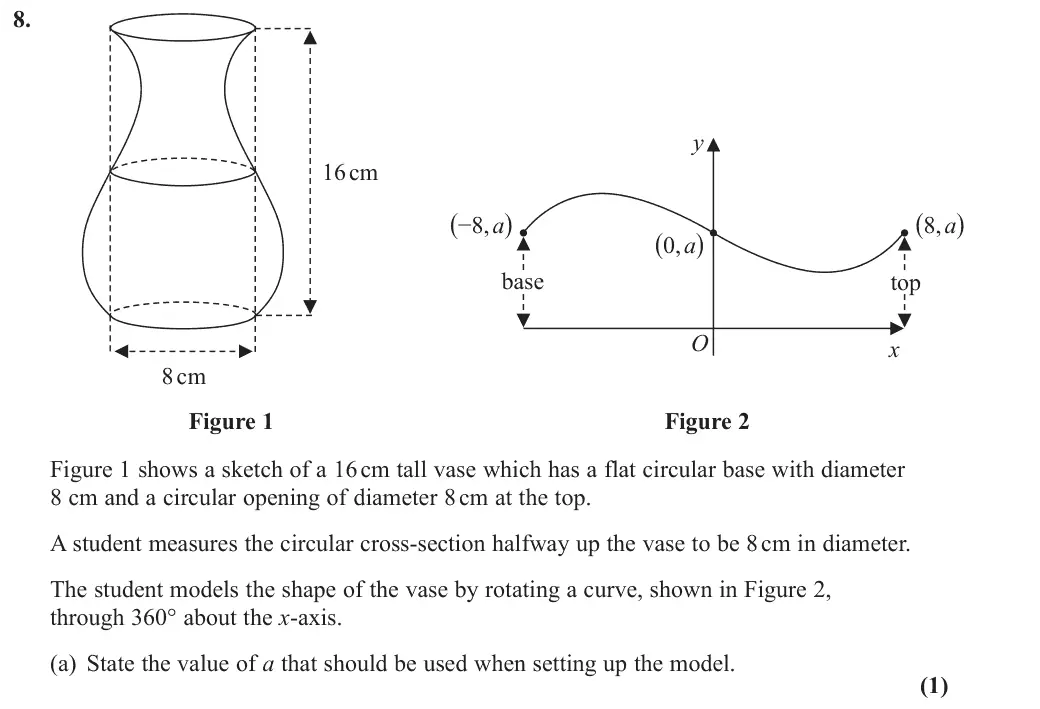 8.
16 cm
8 cm
Figure 1
y
(−8, a)
(0, a)
(8, a)
base
top
O
x
Figure 2
Figure 1 shows a sketch of a 16 cm tall vase which has a flat circular base with diameter
8 cm and a circular opening of diameter 8 cm at the top.
A student measures the circular cross-section halfway up the vase to be 8 cm in diameter.
The student models the shape of the vase by rotating a curve, shown in Figure 2,
through 360° about the x-axis.
(a) State the value of a that should be used when setting up the model.
(1)